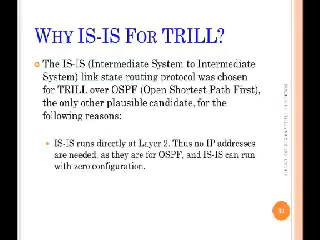 WHY IS-IS FOR TRILL?
The IS-IS (Intermediate System to Intermediate
System) link state routing protocol was chosen
for TRILL over OSPF (Open Shortest Path First),
the only other plausible candidate, for the
following reasons:
IS-IS runs directly at Layer 2. Thus no IP addresses
are needed, as they are for OSPF, and IS-IS can run
with zero configuration.